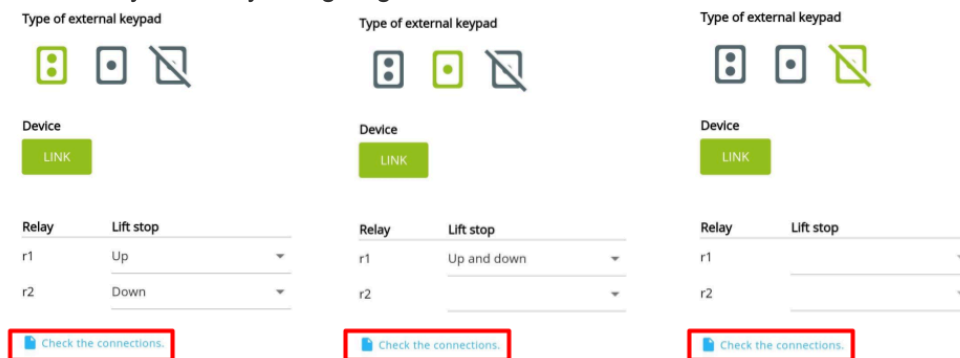 Type of external keypad
Device
LINK
Relay Lift stop
r1 Up
r2 Down
Check the connections.
Type of external keypad
Device
LINK
Relay Lift stop
r1 Up and down
r2
Check the connections.
Type of external keypad
Device
LINK
Relay Lift stop
r1
r2
Check the connections.